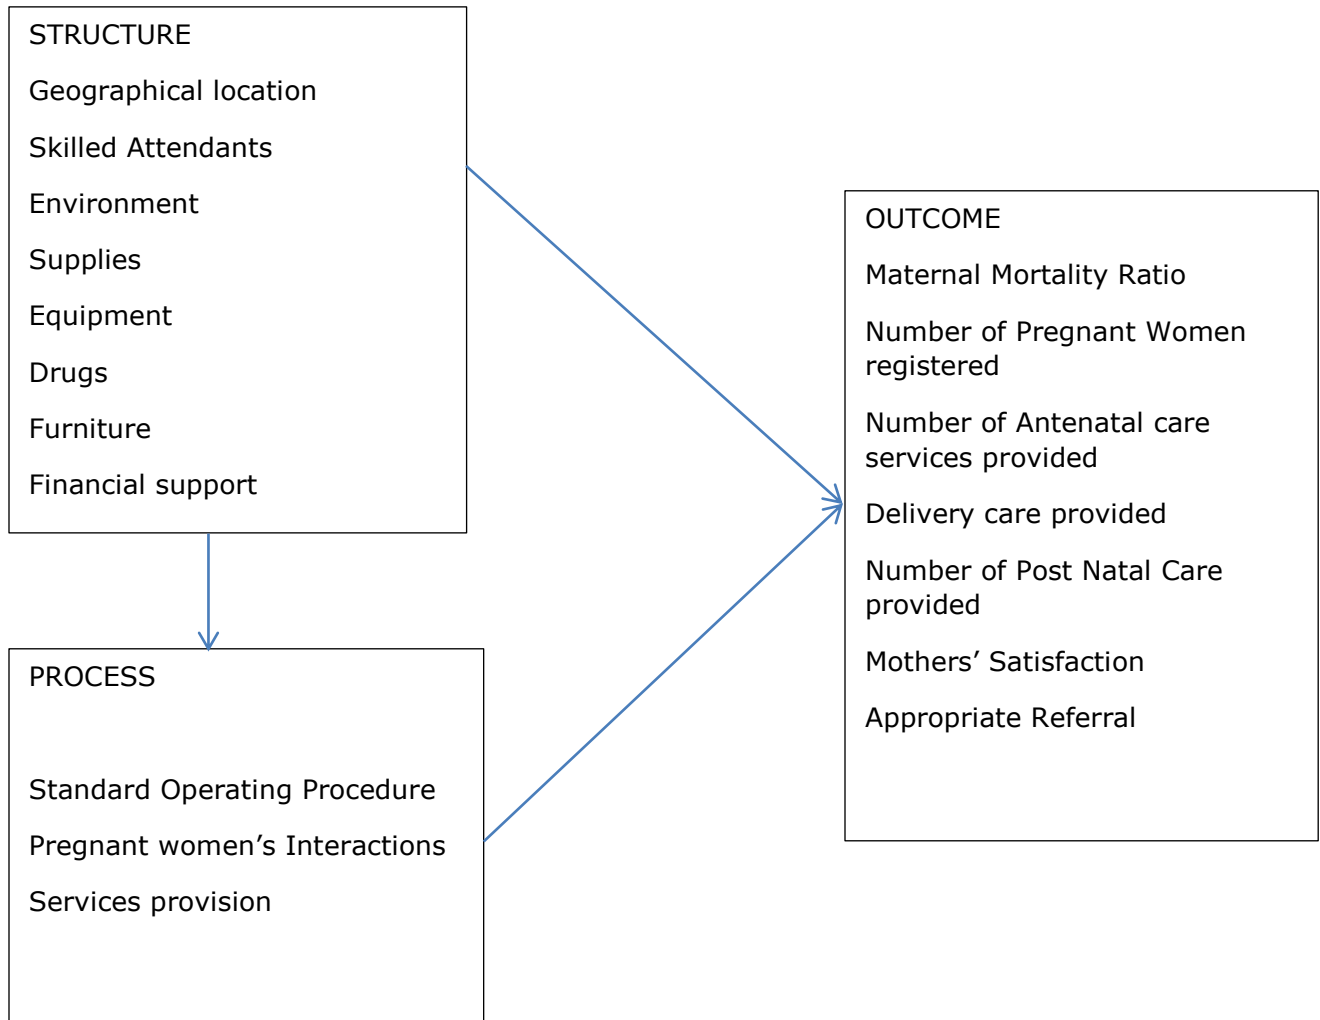 STRUCTURE
Geographical location
Skilled Attendants
Environment
Supplies
Equipment
Drugs
Furniture
Financial support
PROCESS
Standard Operating Procedure
Pregnant women’s Interactions
Services provision
OUTCOME
Maternal Mortality Ratio
Number of Pregnant Women
registered
Number of Antenatal care
services provided
Delivery care provided
Number of Post Natal Care
provided
Mothers’ Satisfaction
Appropriate Referral